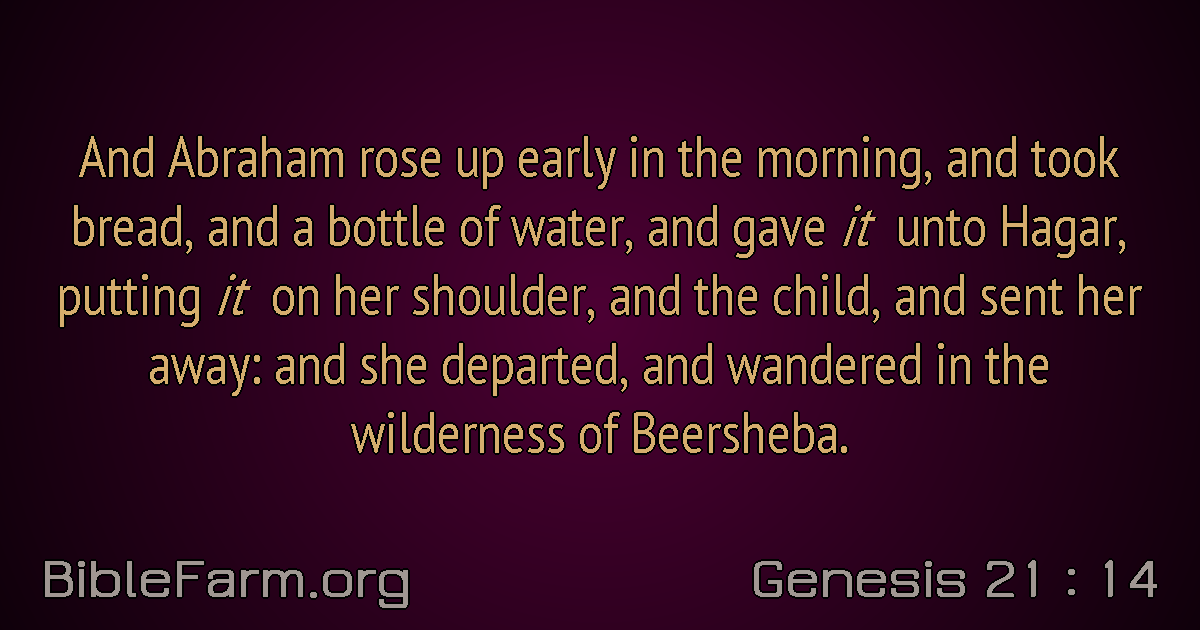 And Abraham rose up early in the morning, and took
bread, and a bottle of water, and gave it unto Hagar,
putting it on her shoulder, and the child, and sent her
away: and she departed, and wandered in the
wilderness of Beersheba.
BibleFarm.org
Genesis 21 : 14